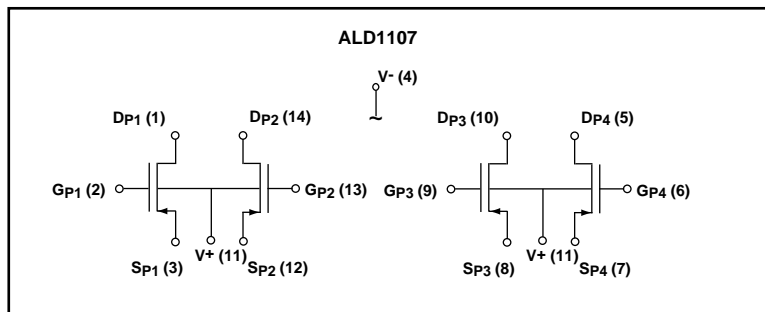 ALD1107
V- (4)
~
DP1 (1) DP2 (14) DP3 (10) DP4 (5)
GP1 (2) GP2 (13) GP3 (9) GP4 (6)
SP1 (3) V+ (11) SP2 (12) SP3 (8) V+ (11) SP4 (7)